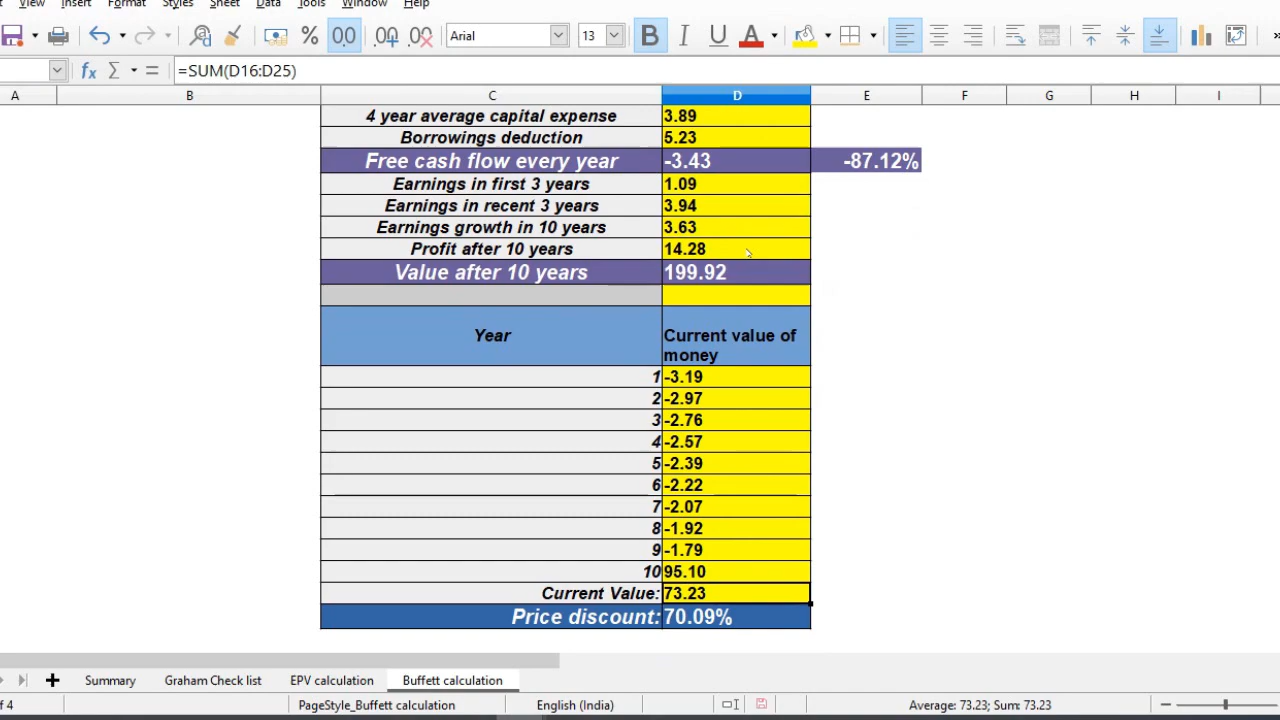 View Insert Format Styles Sheet Data Tools Window Help
Arial 13
=SUM(D16:D25)
A B C D E F G H I
4 year average capital expense 3.89
Borrowings deduction 5.23
Free cash flow every year -3.43 -87.12%
Earnings in first 3 years 1.09
Earnings in recent 3 years 3.94
Earnings growth in 10 years 3.63
Profit after 10 years 14.28
Value after 10 years 199.92
Year Current value of
money
1 -3.19
2 -2.97
3 -2.76
4 -2.57
5 -2.39
6 -2.22
7 -2.07
8 -1.92
9 -1.79
10 95.10
Current Value: 73.23
Price discount: 70.09%
Summary Graham Check list EPV calculation Buffett calculation
of 4 PageStyle_Buffett calculation English (India) Average: 73.23; Sum: 73.23